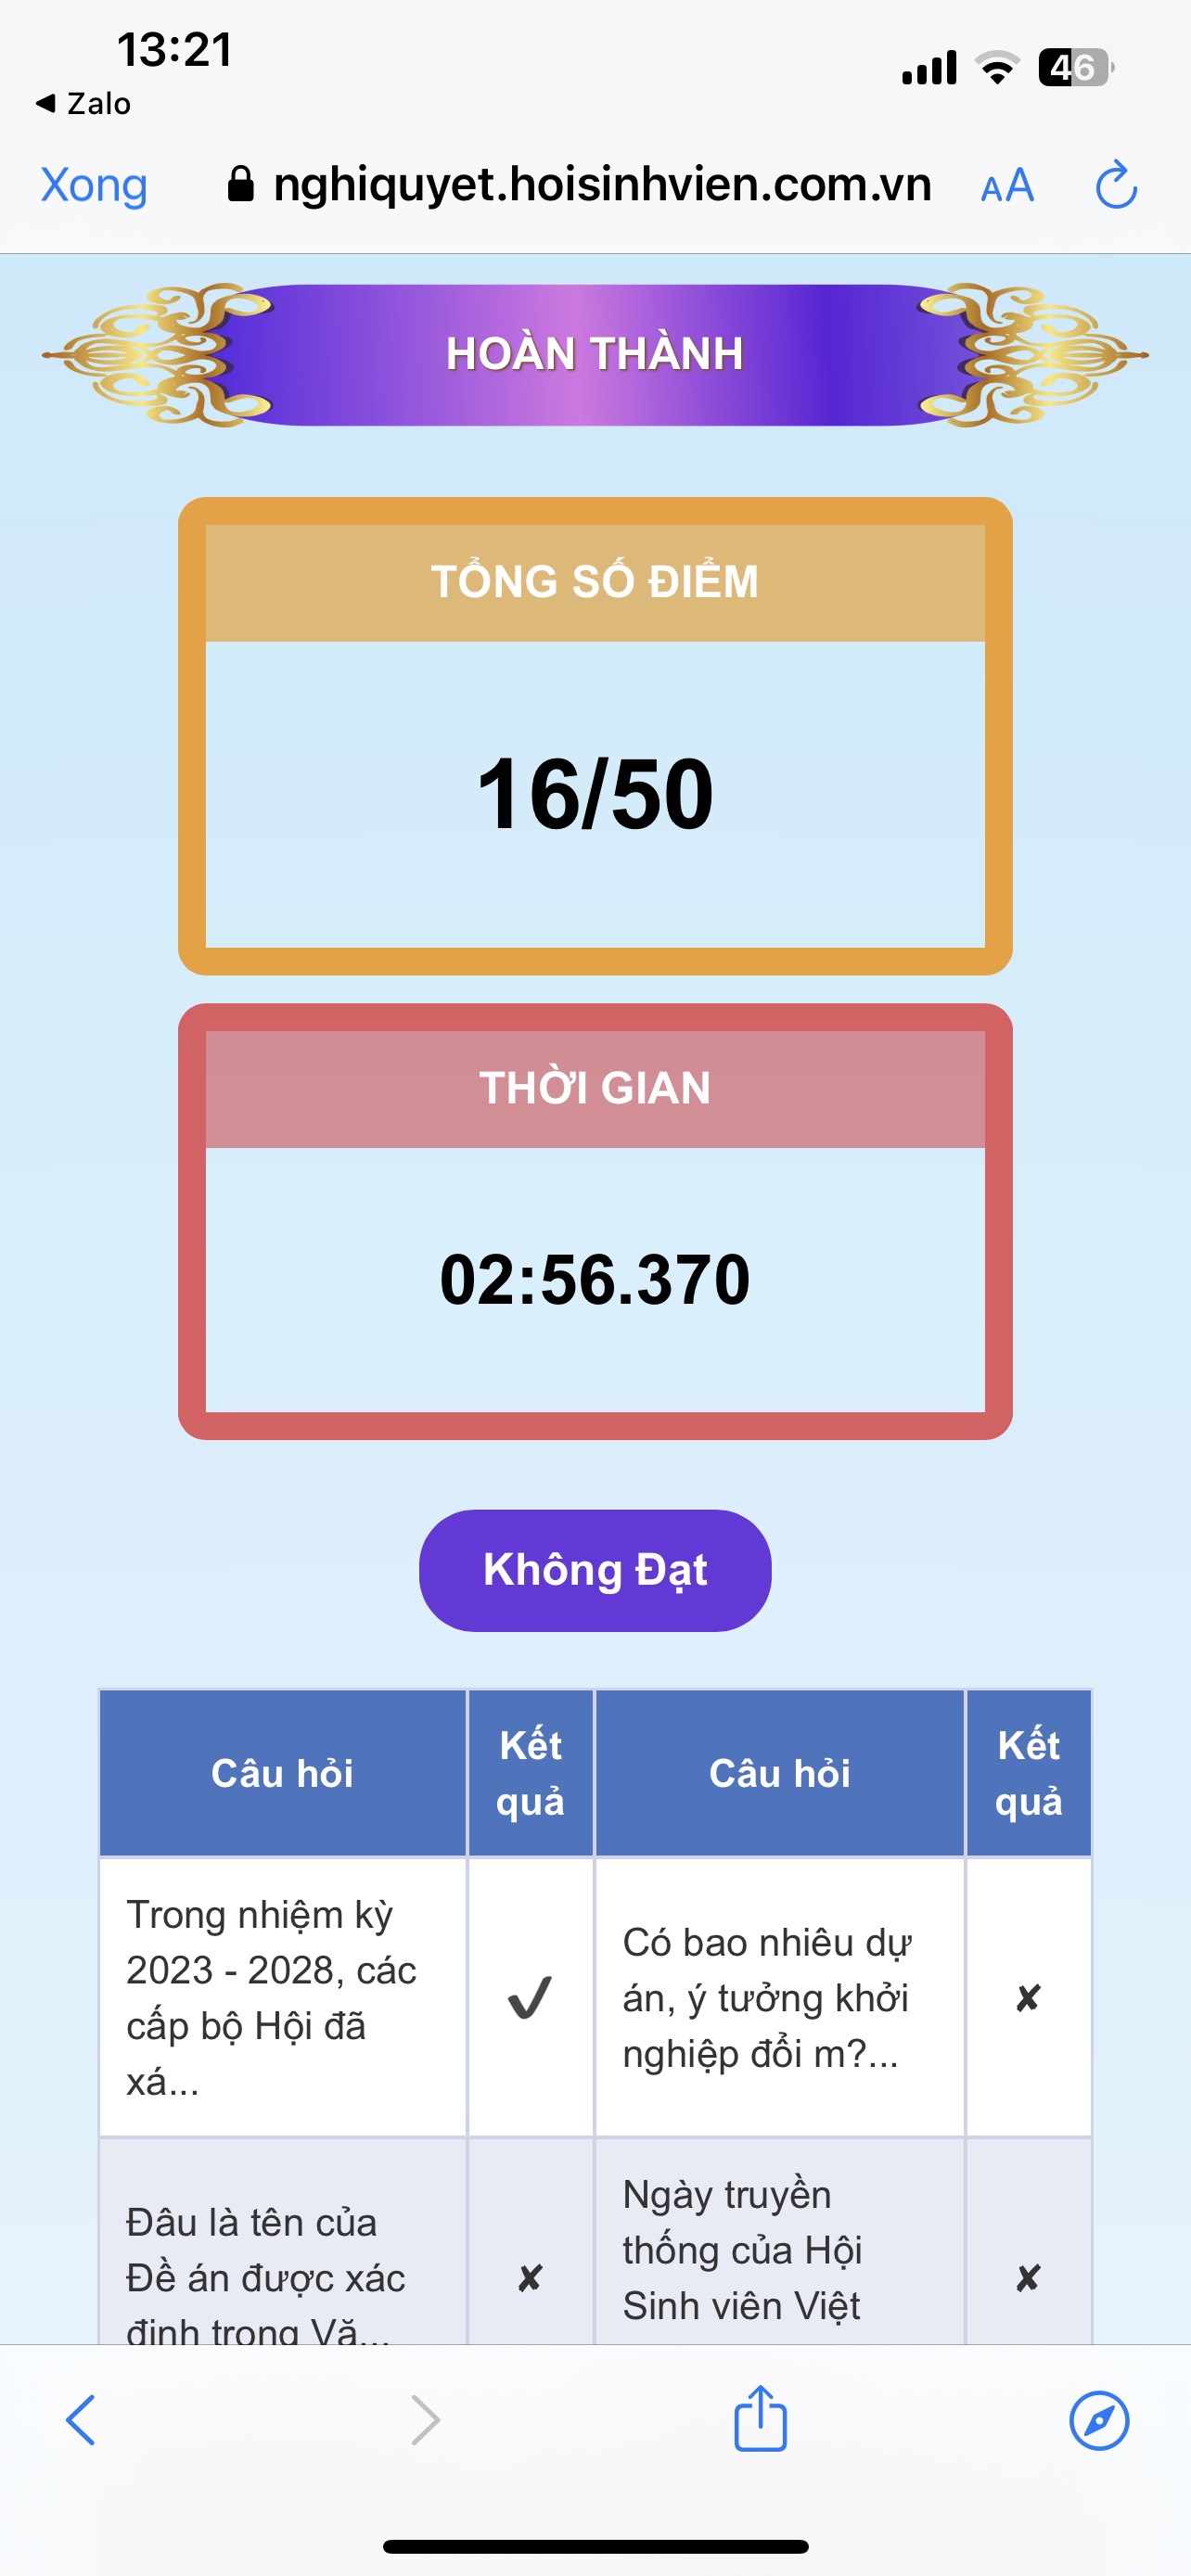 13:21
46
Zalo
Xong
nghiquyet.hoisinhvien.com.vn
AA
HOÀN THÀNH
TỔNG SỐ ĐIỂM
16/50
THỜI GIAN
02:56.370
Không Đạt
Câu hỏi
Kết
quả
Câu hỏi
Kết
quả
Trong nhiệm kỳ
2023 - 2028, các
cấp bộ Hội đã
xá...
Có bao nhiêu dự
án, ý tưởng khởi
nghiệp đổi m?...
Đâu là tên của
Đề án được xác
định trong Vă...
Ngày truyền
thống của Hội
Sinh viên Việt